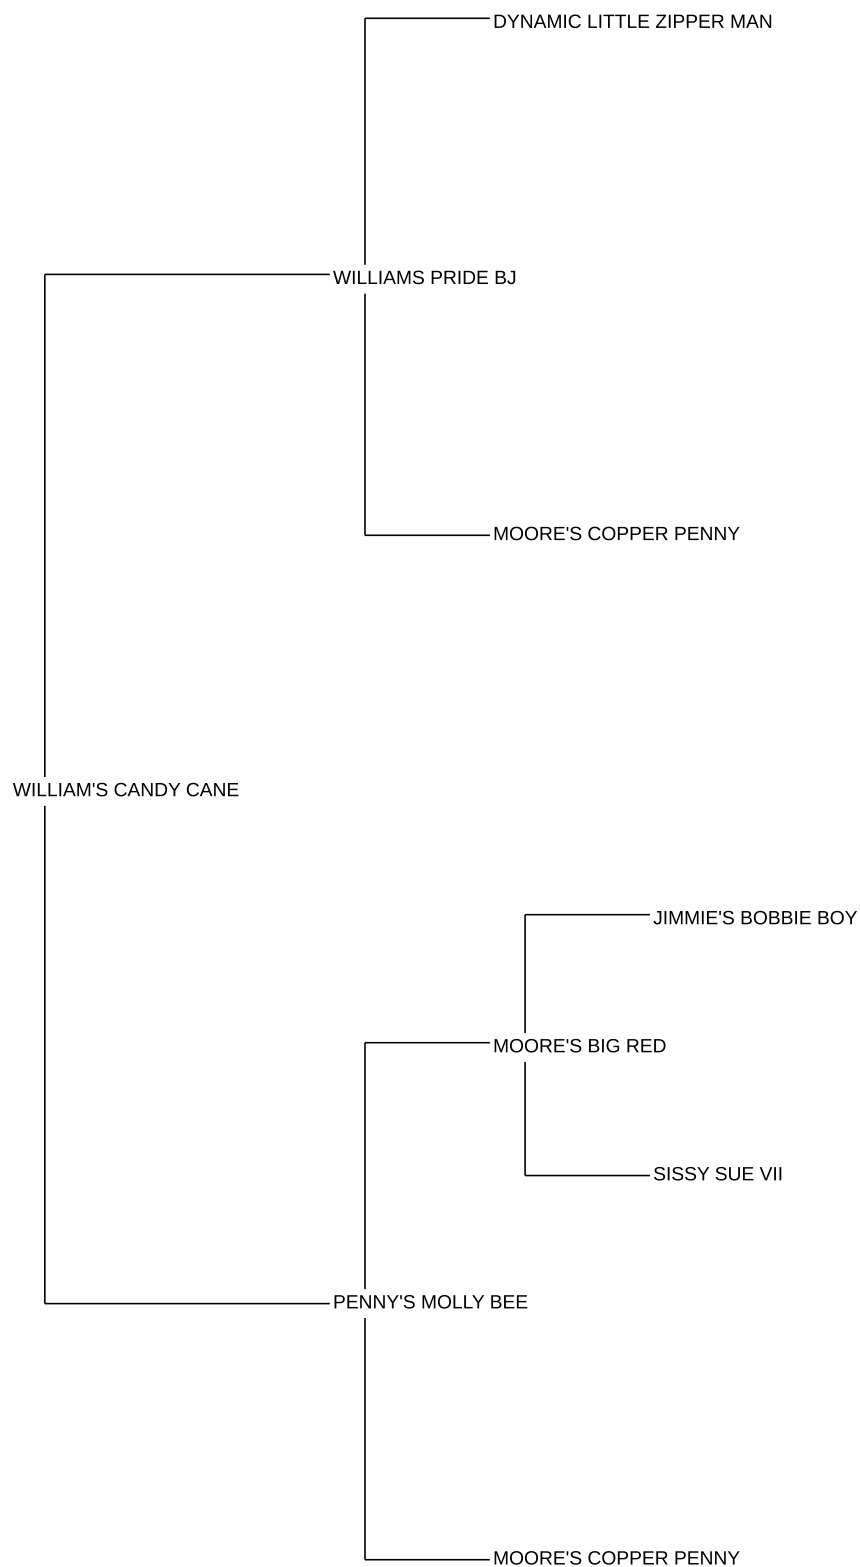 DYNAMIC LITTLE ZIPPER MAN
WILLIAMS PRIDE BJ
MOORE'S COPPER PENNY
WILLIAM'S CANDY CANE
JIMMIE'S BOBBIE BOY
MOORE'S BIG RED
SISSY SUE VII
PENNY'S MOLLY BEE
MOORE'S COPPER PENNY